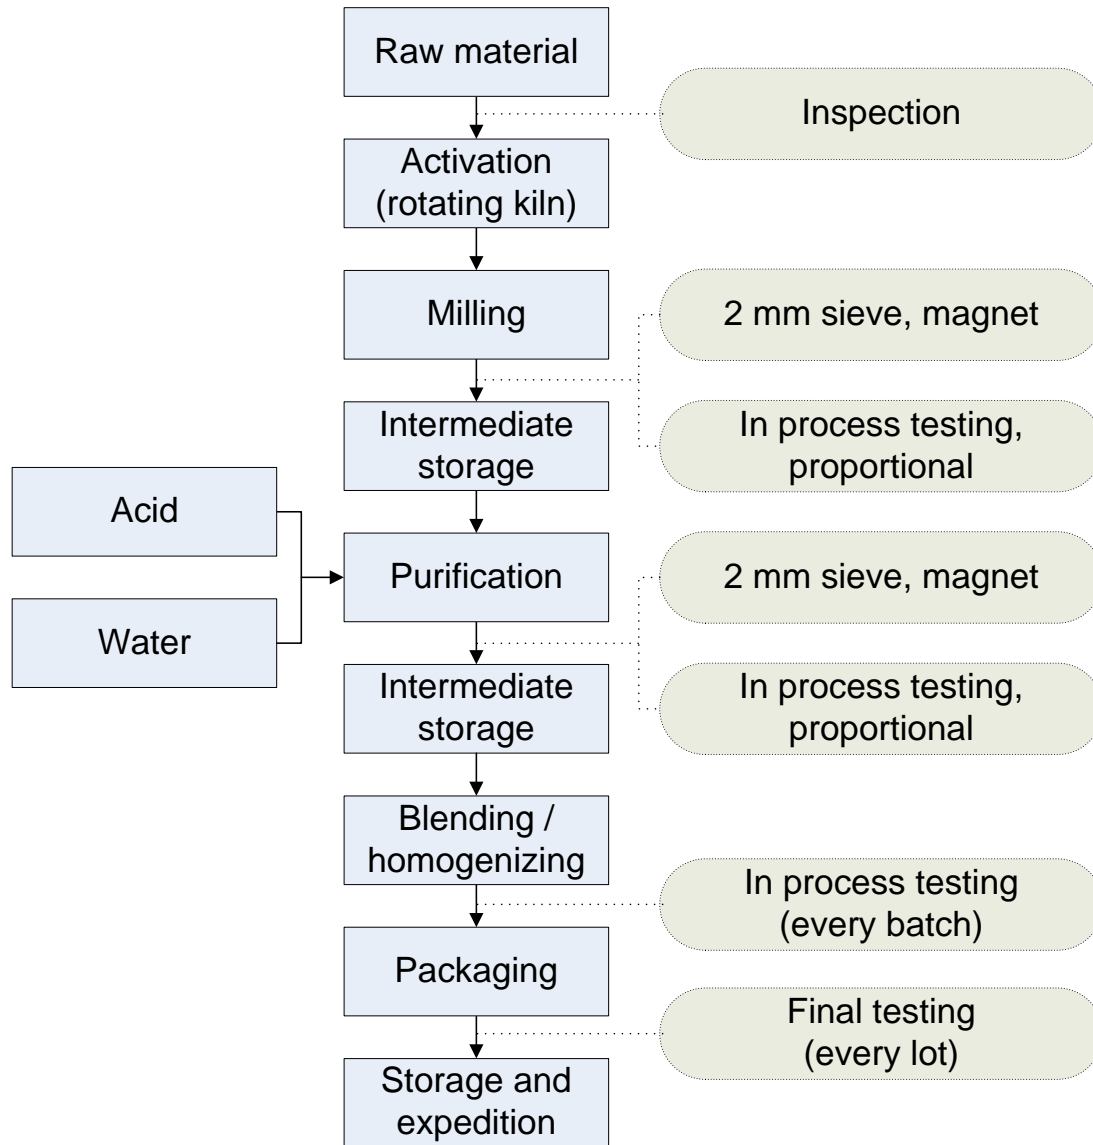 Raw material
Inspection
Activation
(rotating kiln)
Milling
2 mm sieve, magnet
Intermediate
storage
In process testing,
proportional
Acid
Purification
2 mm sieve, magnet
Water
Intermediate
storage
In process testing,
proportional
Blending /
homogenizing
In process testing
(every batch)
Packaging
Final testing
(every lot)
Storage and
expedition